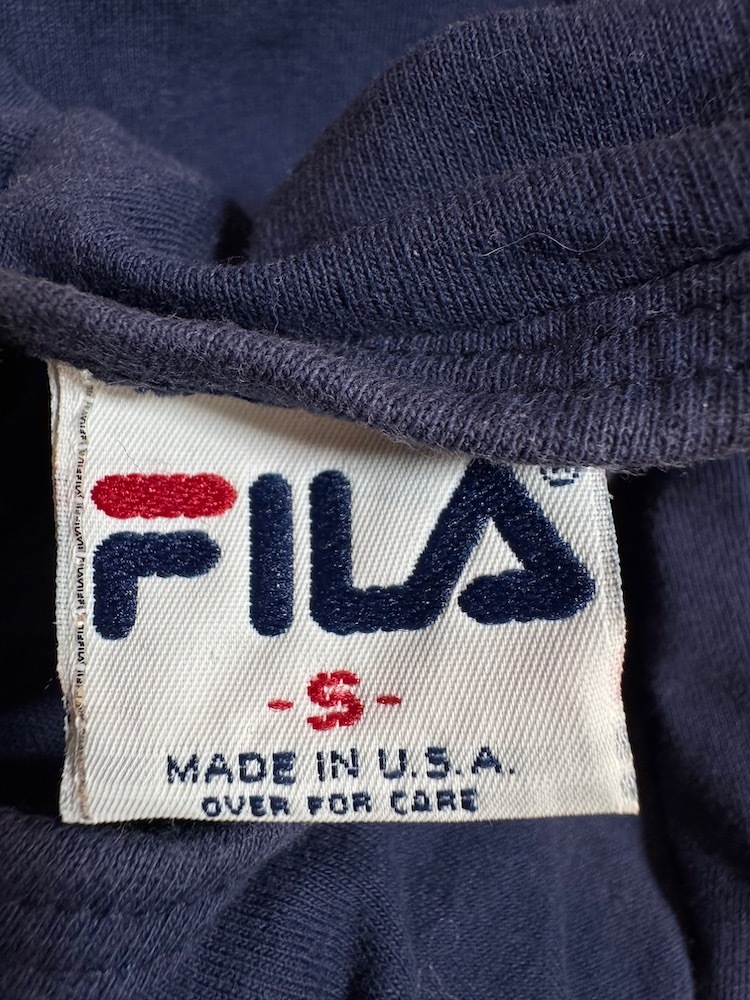 FILA®
-S-
MADE IN U.S.A.
OVER FOR CARE